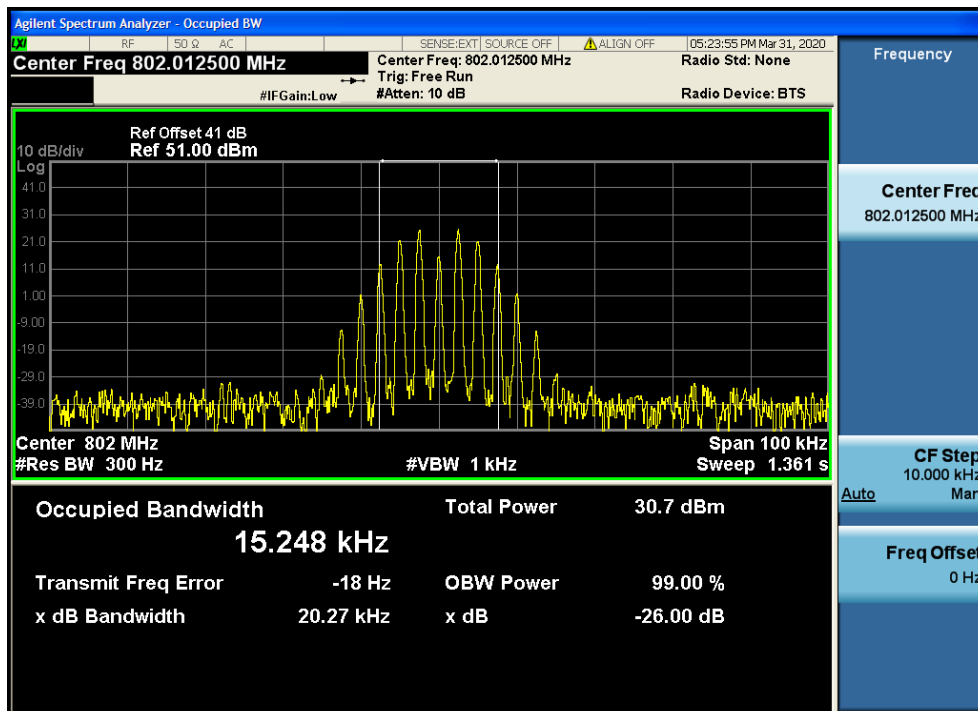 Agilent Spectrum Analyzer - Occupied BW
LXI RF 50 Ω AC SENSE:EXT SOURCE OFF ALIGN OFF 05:23:55 PM Mar 31, 2020
Center Freq 802.012500 MHz
Center Freq: 802.012500 MHz
Radio Std: None
Trig: Free Run
#IFGain:Low
#Atten: 10 dB
Radio Device: BTS
Ref Offset 41 dB
10 dB/div Ref 51.00 dBm
Log
41.0
31.0
21.0
11.0
1.00
-9.00
-19.0
-29.0
-39.0
Center 802 MHz
Span 100 kHz
#Res BW 300 Hz
#VBW 1 kHz
Sweep 1.361 s
Occupied Bandwidth
Total Power 30.7 dBm
15.248 kHz
Transmit Freq Error -18 Hz
OBW Power 99.00 %
x dB Bandwidth 20.27 kHz
x dB -26.00 dB
Frequency
Center Freq
802.012500 MHz
CF Step
10.000 kHz
Auto Man
Freq Offset
0 Hz